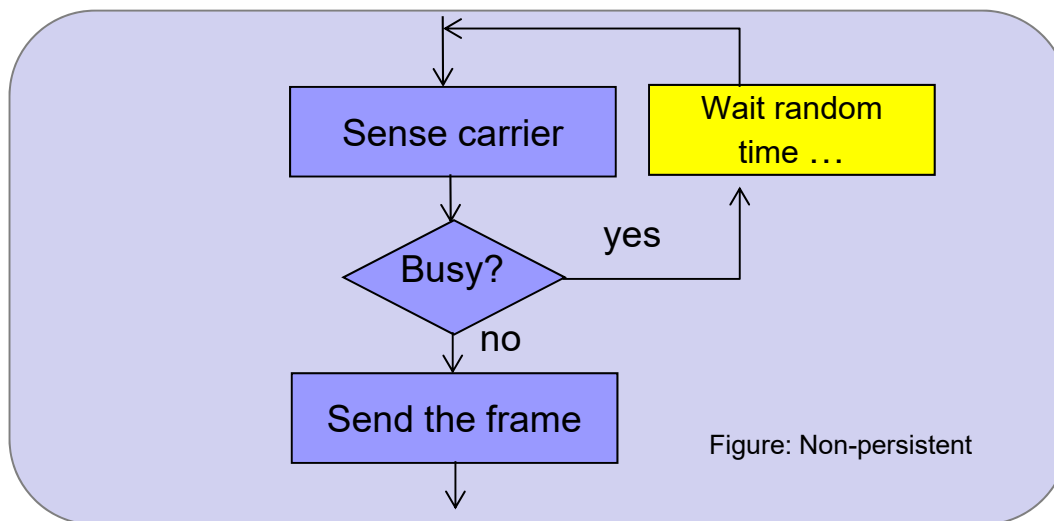 Sense carrier
Wait random
time …
Busy?
yes
no
Send the frame
Figure: Non-persistent